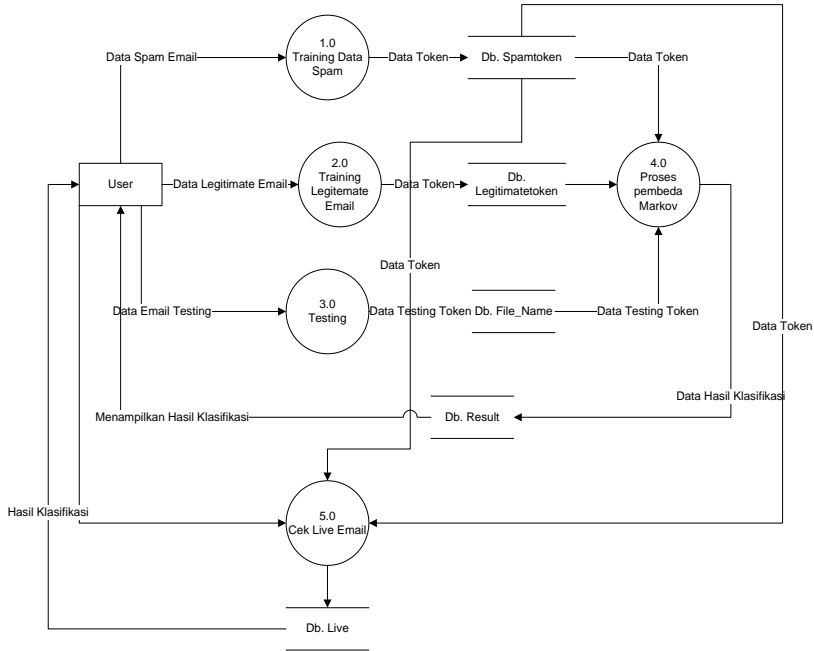 1.0
Training Data
Spam
Data Spam Email
Data Token
Db. Spamtoken
Data Token
User
Data Legitimate Email
2.0
Training
Legitemate
Email
Data Token
Db.
Legitimatetoken
4.0
Proses
pembeda
Markov
Data Token
Data Email Testing
3.0
Testing
Data Testing Token
Db. File_Name
Data Testing Token
Data Token
Data Hasil Klasifikasi
Menampilkan Hasil Klasifikasi
Db. Result
Hasil Klasifikasi
5.0
Cek Live Email
Db. Live